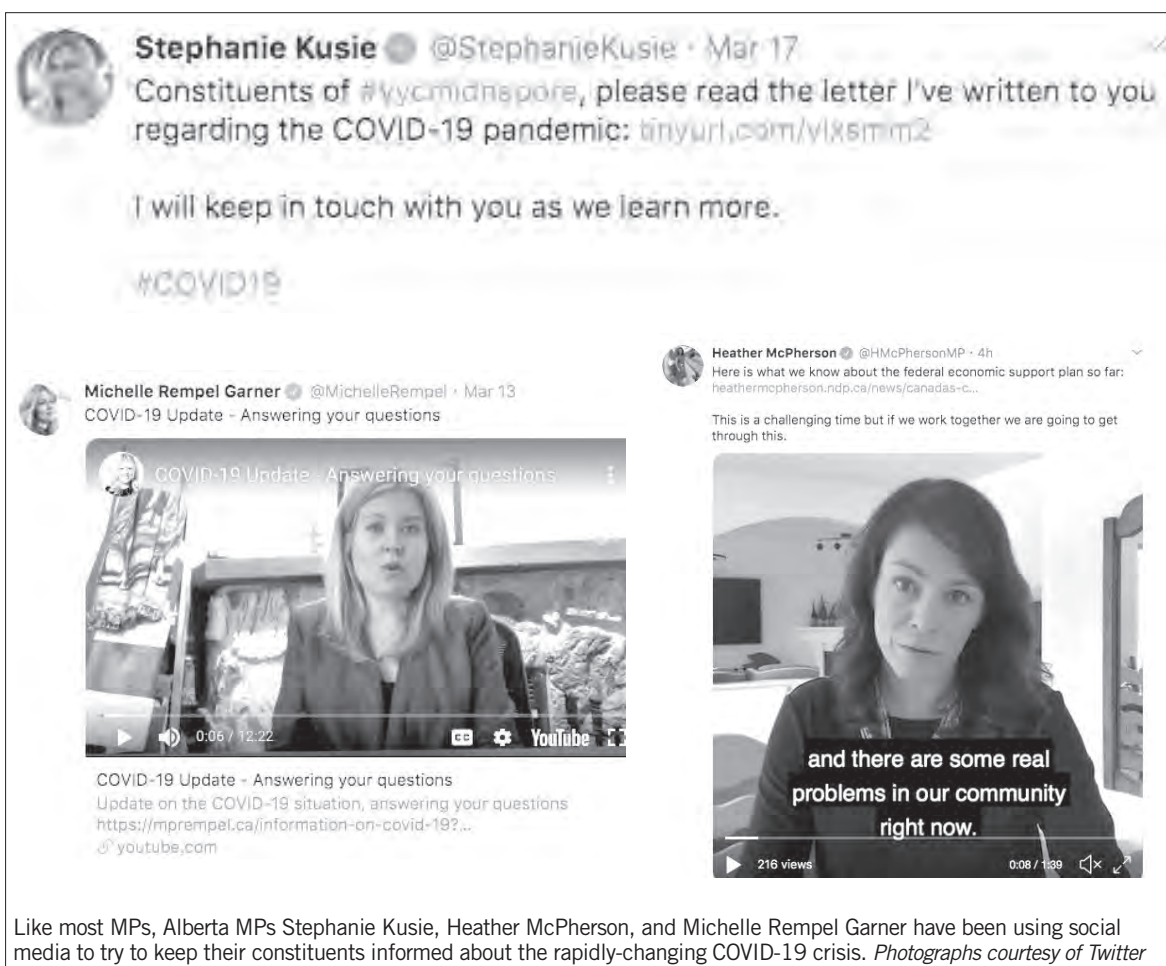 Stephanie Kusie @StephanieKusie · Mar 17
Constituents of #yycmidnapore, please read the letter I've written to you
regarding the COVID-19 pandemic:
I will keep in touch with you as we learn more.
#COVID19
Michelle Rempel Garner @MichelleRempel · Mar 13
COVID-19 Update - Answering your questions
COVID-19 Update - Answering your questions
0:06 / 12:22 CC YouTube
COVID-19 Update - Answering your questions
Update on the COVID-19 situation, answering your questions
https://mprempel.ca/information-on-covid-19?...
youtube.com
Heather McPherson @HMcPhersonMP · 4h
Here is what we know about the federal economic support plan so far:
heathermcpherson.ndp.ca/news/canadas-c...
This is a challenging time but if we work together we are going to get
through this.
and there are some real
problems in our community
right now.
216 views 0:08 / 1:39
Like most MPs, Alberta MPs Stephanie Kusie, Heather McPherson, and Michelle Rempel Garner have been using social
media to try to keep their constituents informed about the rapidly-changing COVID-19 crisis. Photographs courtesy of Twitter